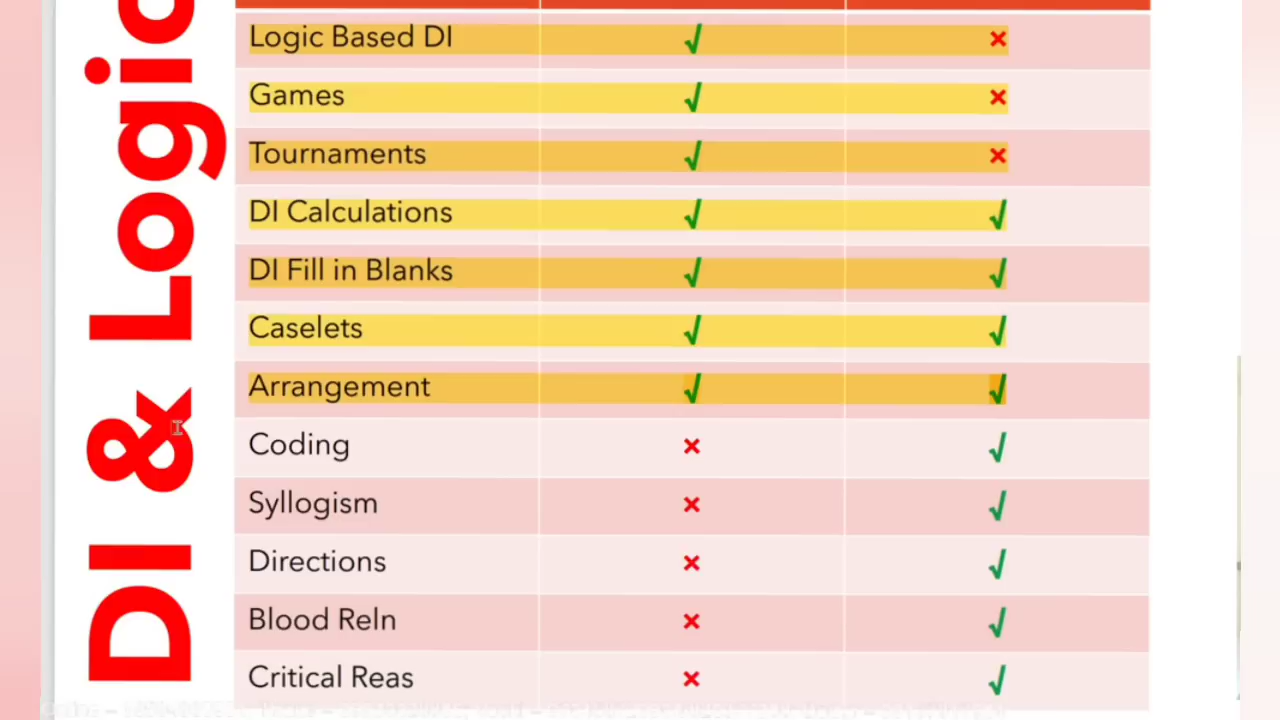 DI & Logic
Logic Based DI √ ×
Games √ ×
Tournaments √ ×
DI Calculations √ √
DI Fill in Blanks √ √
Caselets √ √
Arrangement √ √
Coding × √
Syllogism × √
Directions × √
Blood Reln × √
Critical Reas × √